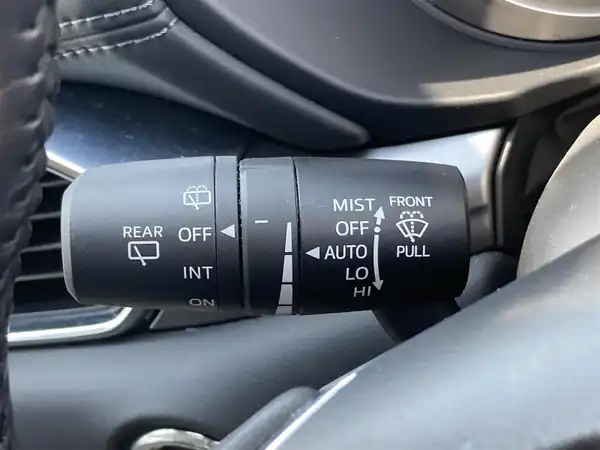 REAR
OFF
INT
ON
MIST
OFF
AUTO
LO
HI
FRONT
PULL